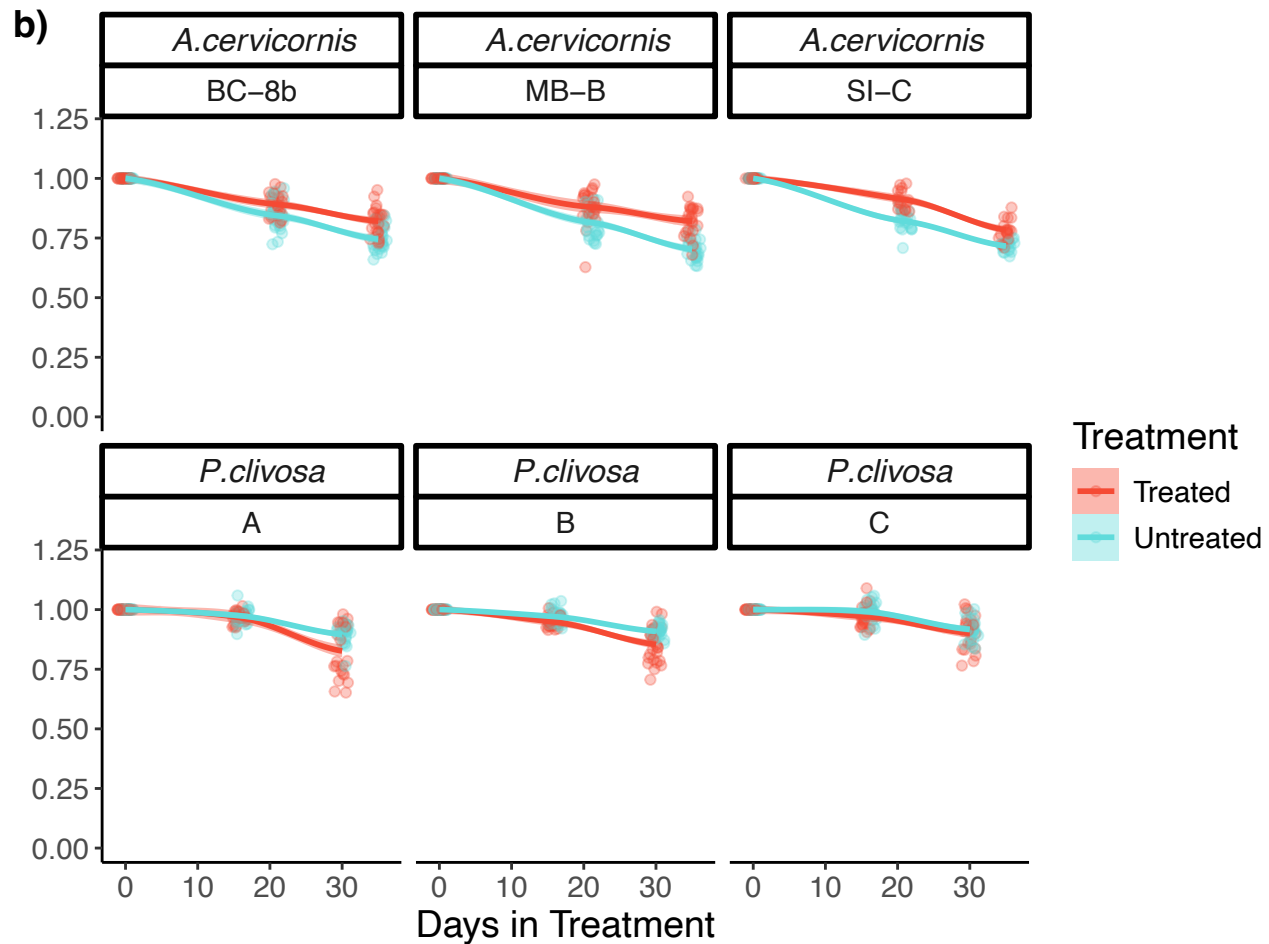 b)
A.cervicornis A.cervicornis A.cervicornis
BC−8b MB−B SI−C
1.25
1.00
0.75
0.50
0.25
0.00
P.clivosa P.clivosa P.clivosa
A B C
1.25
1.00
0.75
0.50
0.25
0.00
0 10 20 30 0 10 20 30 0 10 20 30
Days in Treatment
Treatment
Treated
Untreated